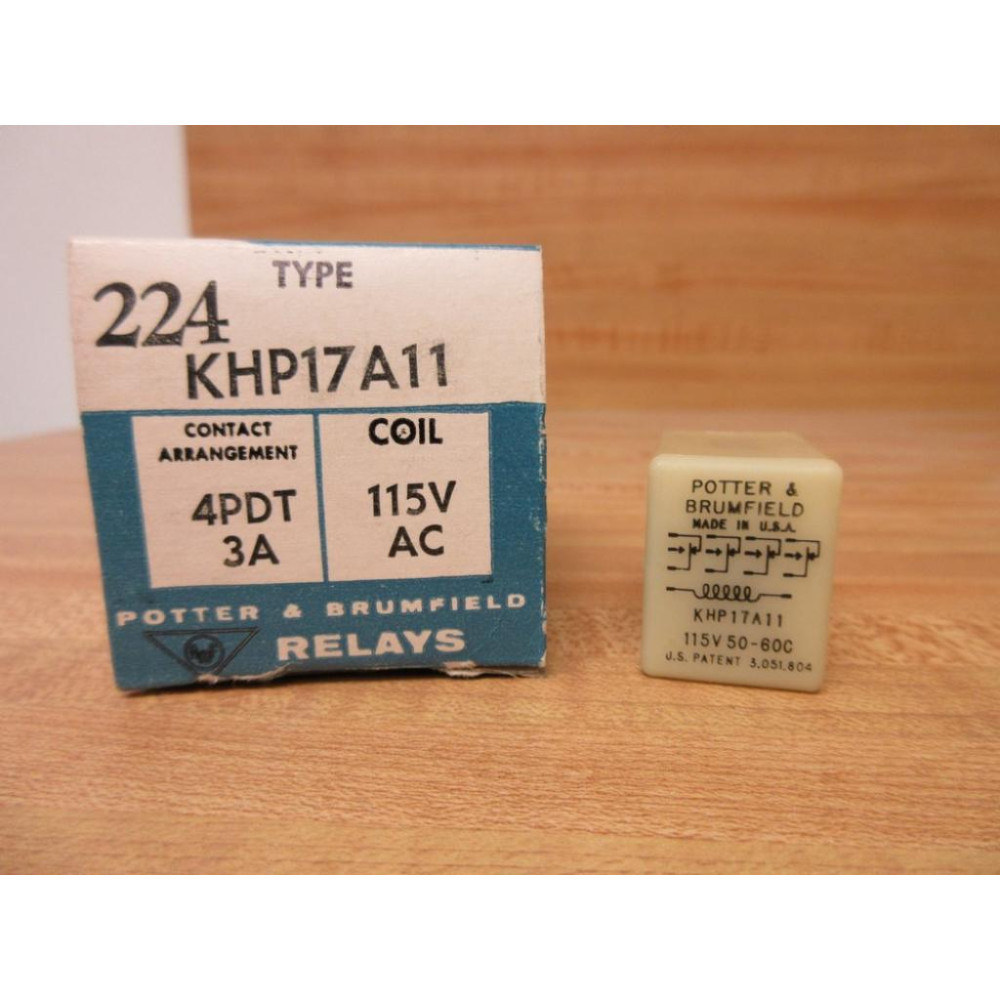 TYPE
224
KHP17A11
CONTACT
ARRANGEMENT
4PDT
3A
COIL
115V
AC
POTTER & BRUMFIELD
RELAYS
POTTER &
BRUMFIELD
MADE IN U.S.A.
KHP17A11
115V 50-60C
U.S. PATENT 3,051,804